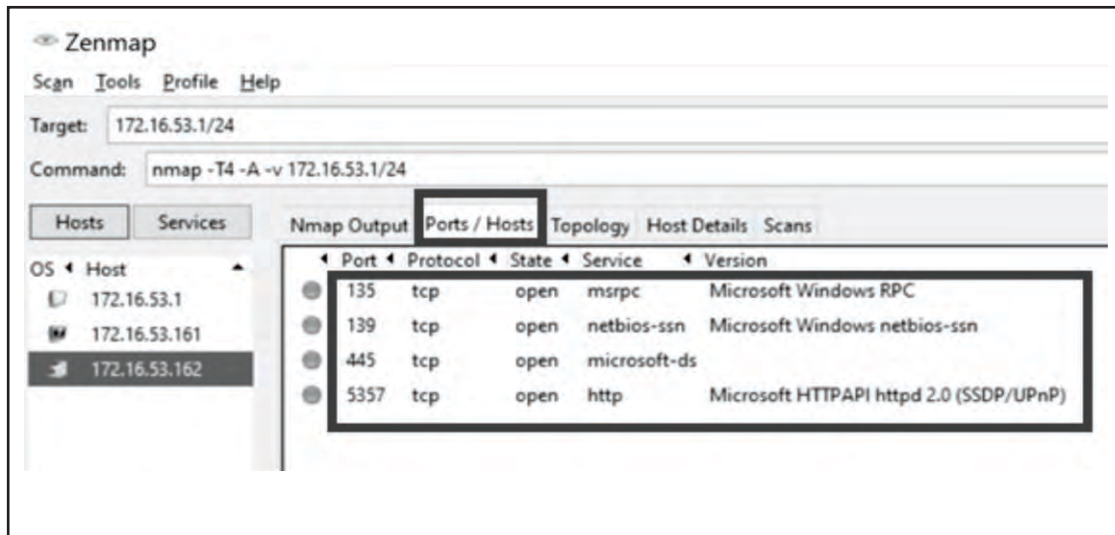 Zenmap
Scan Tools Profile Help
Target: 172.16.53.1/24
Command: nmap -T4 -A -v 172.16.53.1/24
Hosts Services Nmap Output Ports / Hosts Topology Host Details Scans
OS Host Port Protocol State Service Version
172.16.53.1 135 tcp open msrpc Microsoft Windows RPC
172.16.53.161 139 tcp open netbios-ssn Microsoft Windows netbios-ssn
172.16.53.162 445 tcp open microsoft-ds
5357 tcp open http Microsoft HTTPAPI httpd 2.0 (SSDP/UPnP)